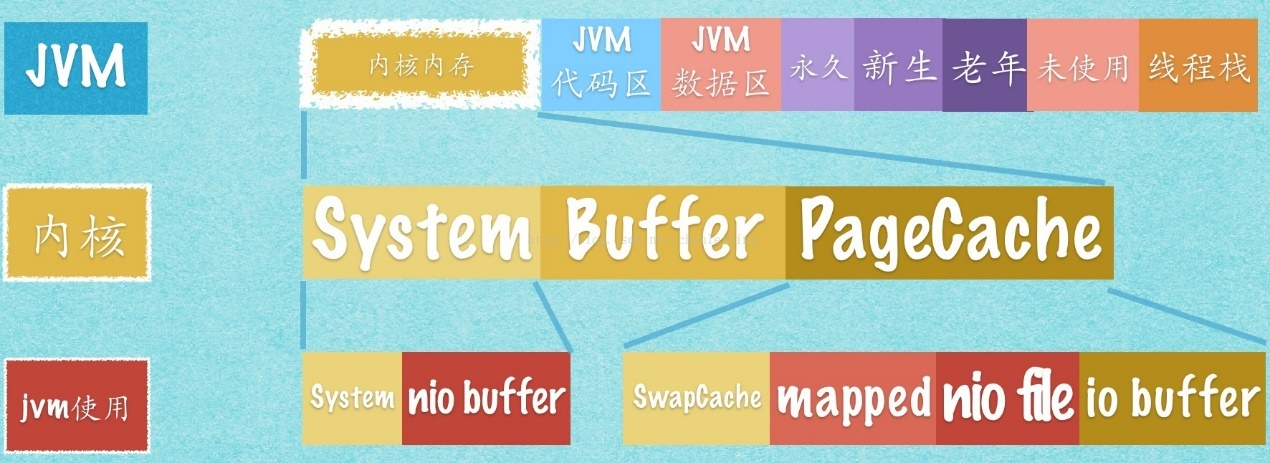 JVM
内核内存
JVM
代码区
JVM
数据区
永久
新生
老年
未使用
线程栈
内核
System
Buffer
PageCache
jvm使用
System
nio buffer
SwapCache
mapped
nio file
io buffer